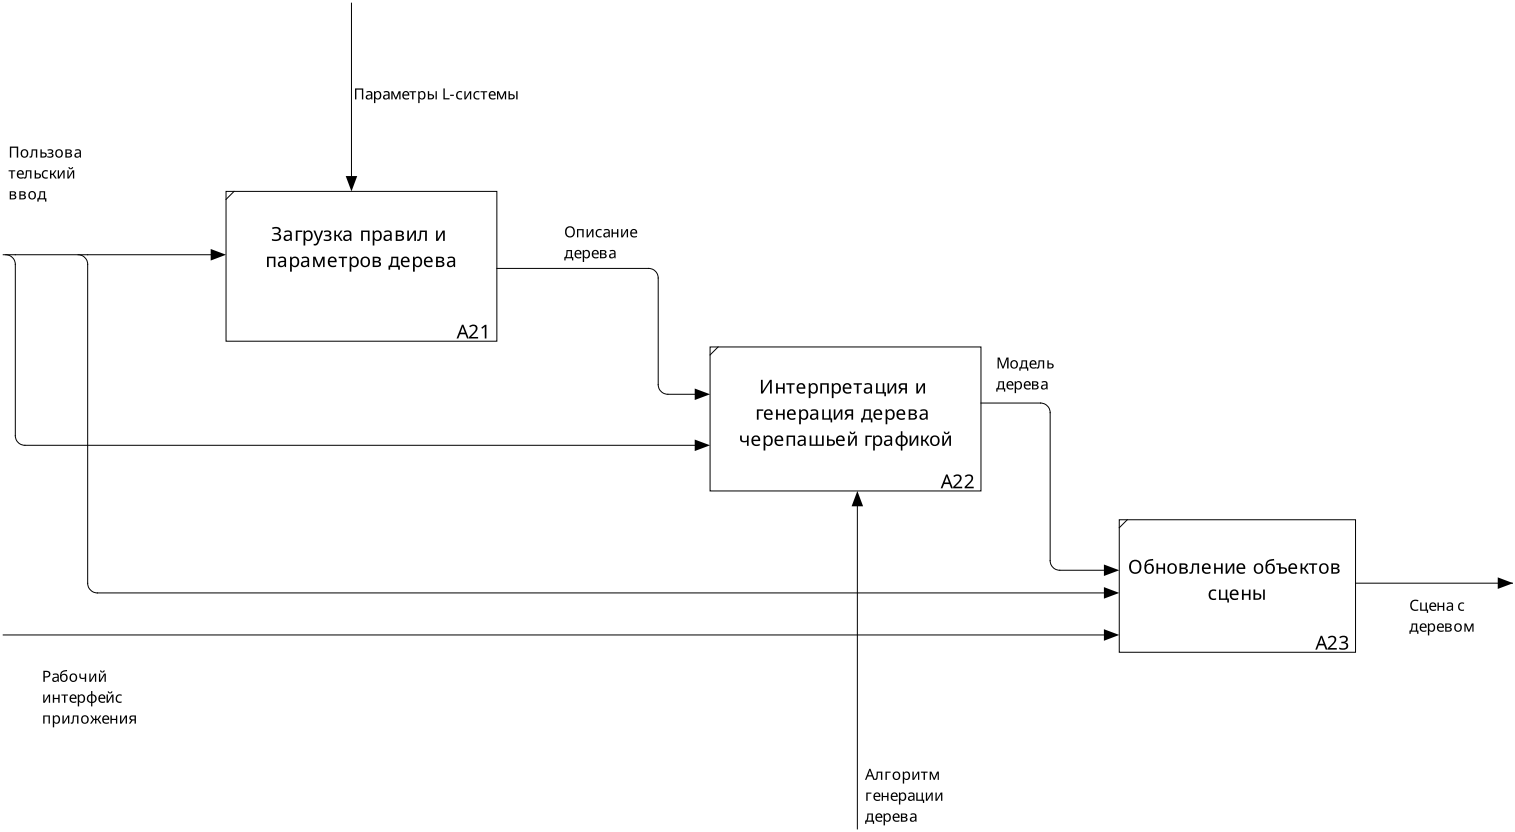 Параметры L-системы
Пользова
тельский
ввод
Загрузка правил и
параметров дерева
A21
Описание
дерева
Интерпретация и
генерация дерева
черепашьей графикой
A22
Модель
дерева
Обновление объектов
сцены
A23
Сцена с
деревом
Рабочий
интерфейс
приложения
Алгоритм
генерации
дерева